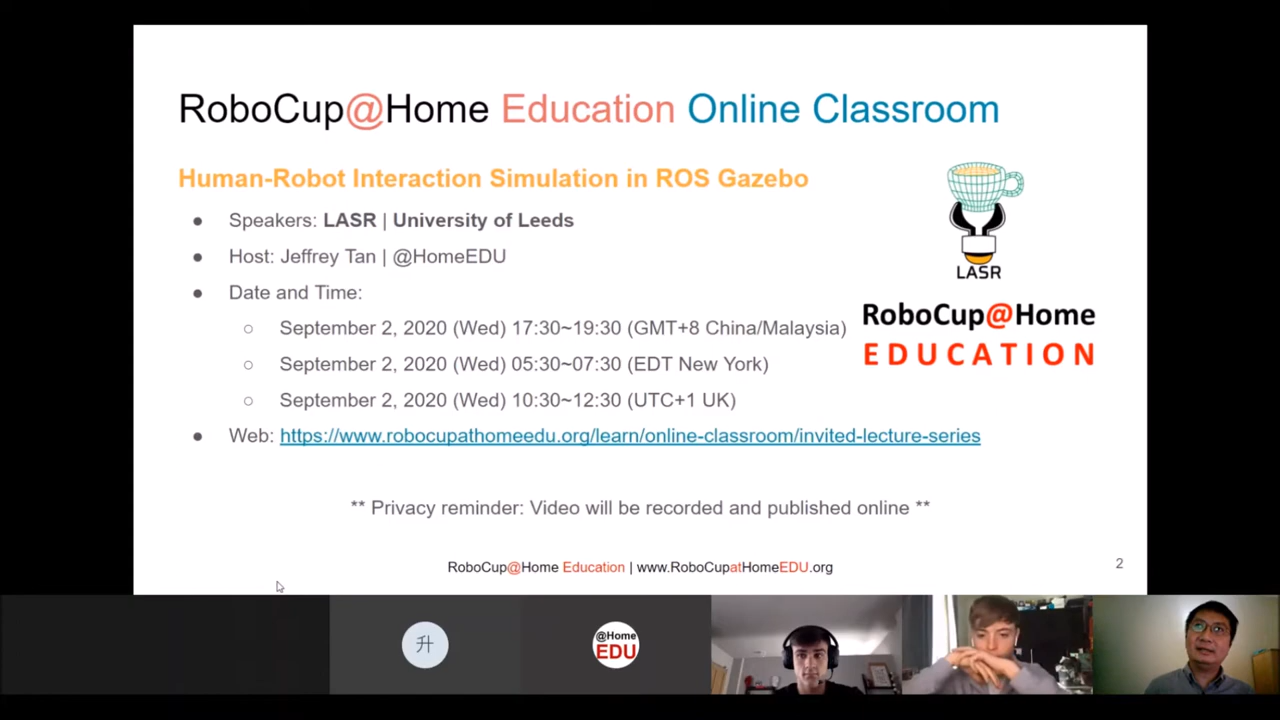 RoboCup@Home Education Online Classroom
Human-Robot Interaction Simulation in ROS Gazebo
● Speakers: LASR | University of Leeds
● Host: Jeffrey Tan | @HomeEDU
● Date and Time:
○ September 2, 2020 (Wed) 17:30~19:30 (GMT+8 China/Malaysia)
○ September 2, 2020 (Wed) 05:30~07:30 (EDT New York)
○ September 2, 2020 (Wed) 10:30~12:30 (UTC+1 UK)
● Web: https://www.robocupathomeedu.org/learn/online-classroom/invited-lecture-series
LASR
RoboCup@Home
EDUCATION
** Privacy reminder: Video will be recorded and published online **
RoboCup@Home Education | www.RoboCupatHomeEDU.org
2
升
@Home
EDU